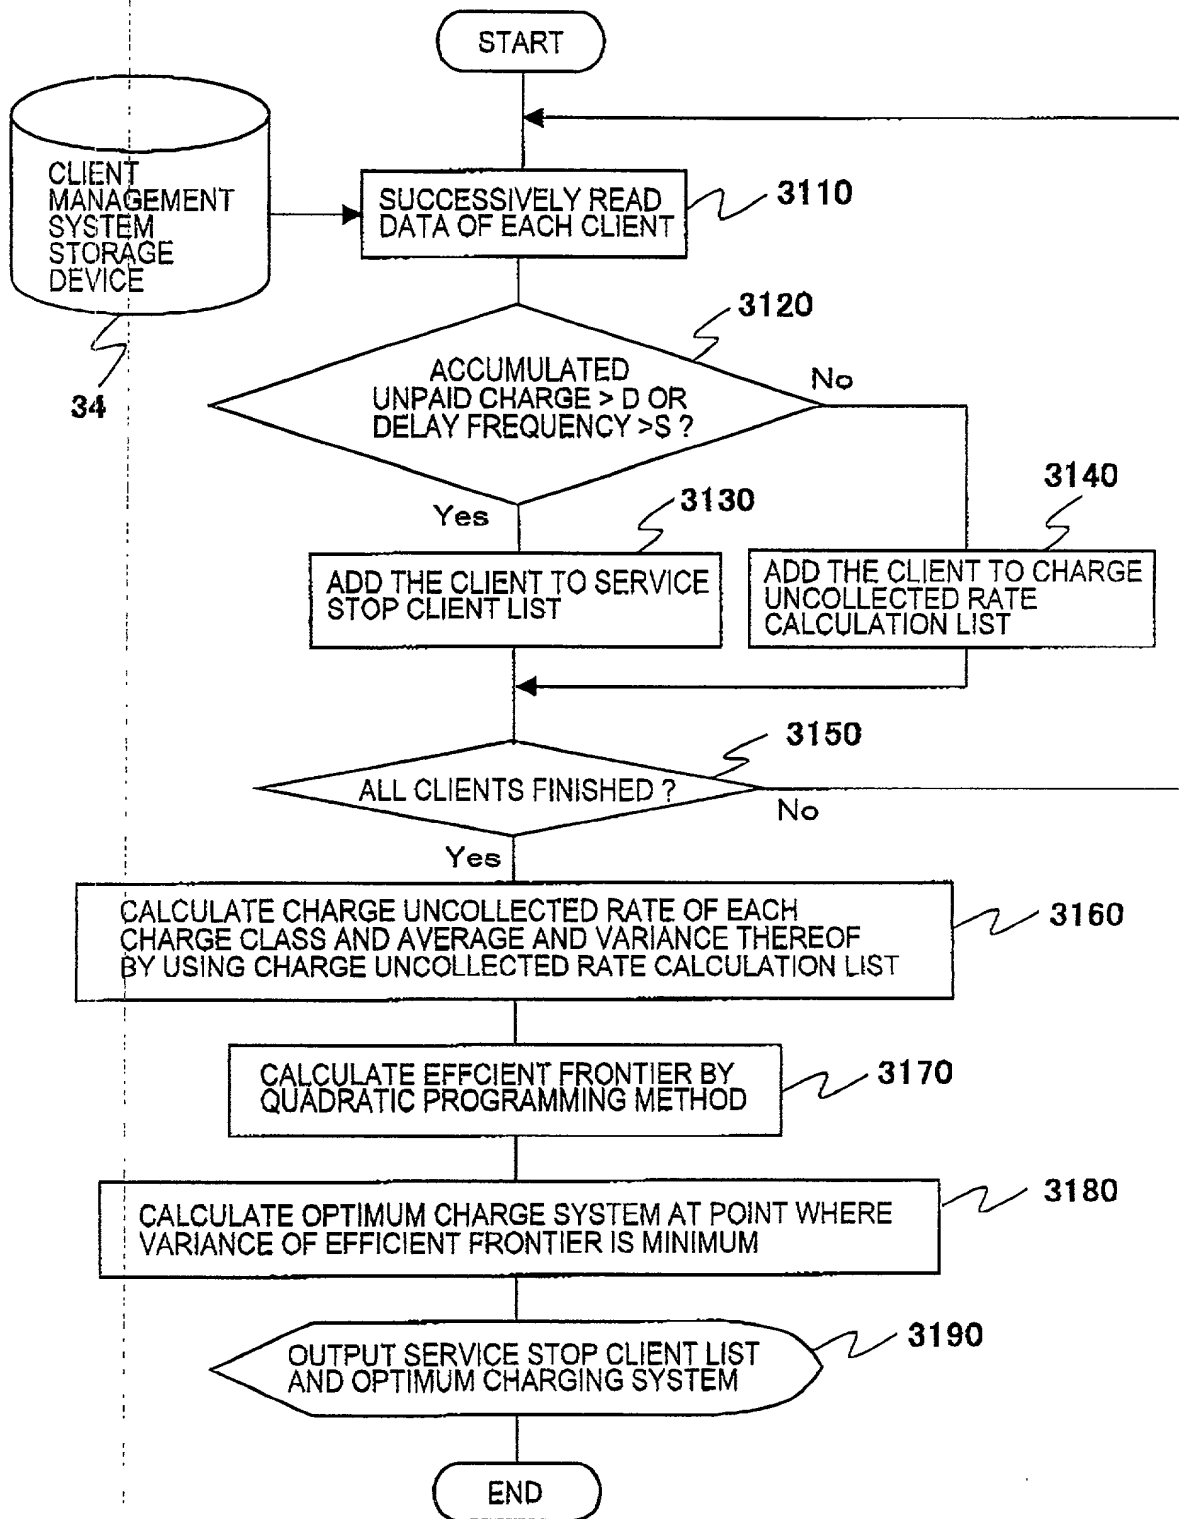 START
CLIENT
MANAGEMENT
SYSTEM
STORAGE
DEVICE
34
SUCCESSIVELY READ
DATA OF EACH CLIENT
3110
3120
ACCUMULATED
UNPAID CHARGE > D OR
DELAY FREQUENCY >S ?
No
Yes
3130
3140
ADD THE CLIENT TO SERVICE
STOP CLIENT LIST
ADD THE CLIENT TO CHARGE
UNCOLLECTED RATE
CALCULATION LIST
3150
ALL CLIENTS FINISHED ?
No
Yes
CALCULATE CHARGE UNCOLLECTED RATE OF EACH
CHARGE CLASS AND AVERAGE AND VARIANCE THEREOF
BY USING CHARGE UNCOLLECTED RATE CALCULATION LIST
3160
CALCULATE EFFCIENT FRONTIER BY
QUADRATIC PROGRAMMING METHOD
3170
CALCULATE OPTIMUM CHARGE SYSTEM AT POINT WHERE
VARIANCE OF EFFICIENT FRONTIER IS MINIMUM
3180
OUTPUT SERVICE STOP CLIENT LIST
AND OPTIMUM CHARGING SYSTEM
3190
END